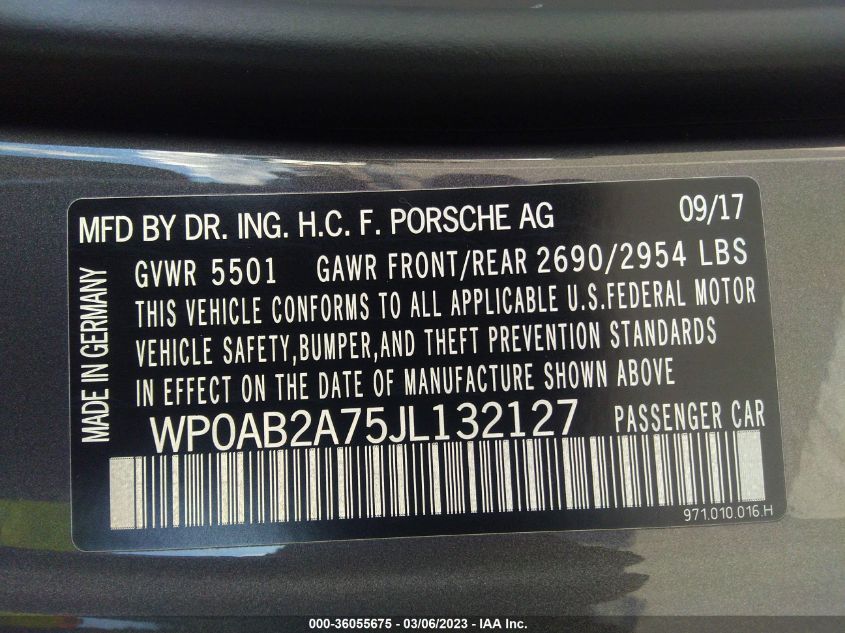 MFD BY DR. ING. H.C. F. PORSCHE AG 09/17
GVWR 5501 GAWR FRONT/REAR 2690/2954 LBS
THIS VEHICLE CONFORMS TO ALL APPLICABLE U.S.FEDERAL MOTOR
VEHICLE SAFETY,BUMPER,AND THEFT PREVENTION STANDARDS
IN EFFECT ON THE DATE OF MANUFACTURE SHOWN ABOVE
MADE IN GERMANY
WP0AB2A75JL132127 PASSENGER CAR
971.010.016.H
000-36055675 - 03/06/2023 - IAA Inc.